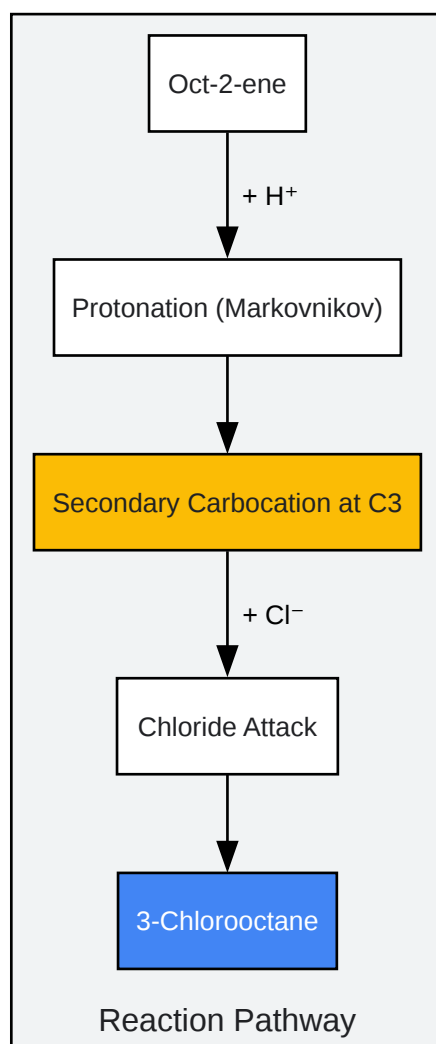 Oct-2-ene
+ H⁺
Protonation (Markovnikov)
Secondary Carbocation at C3
+ Cl⁻
Chloride Attack
3-Chlorooctane
Reaction Pathway